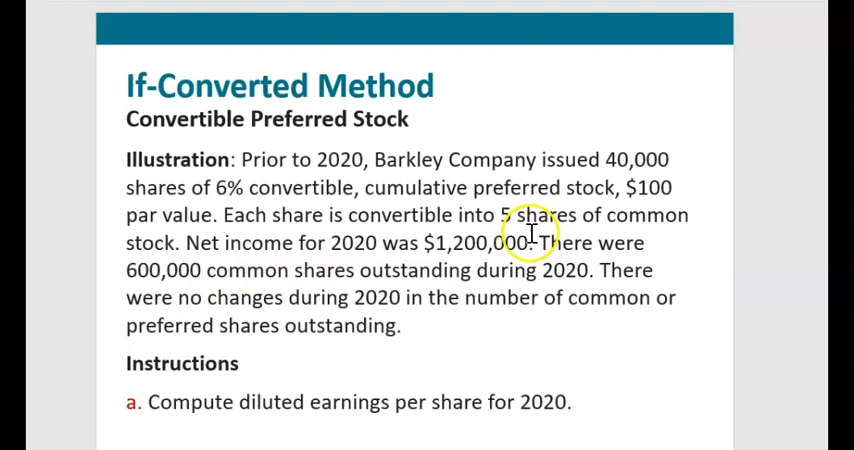 If-Converted Method
Convertible Preferred Stock
Illustration: Prior to 2020, Barkley Company issued 40,000
shares of 6% convertible, cumulative preferred stock, $100
par value. Each share is convertible into 5 shares of common
stock. Net income for 2020 was $1,200,000. There were
600,000 common shares outstanding during 2020. There
were no changes during 2020 in the number of common or
preferred shares outstanding.
Instructions
a. Compute diluted earnings per share for 2020.